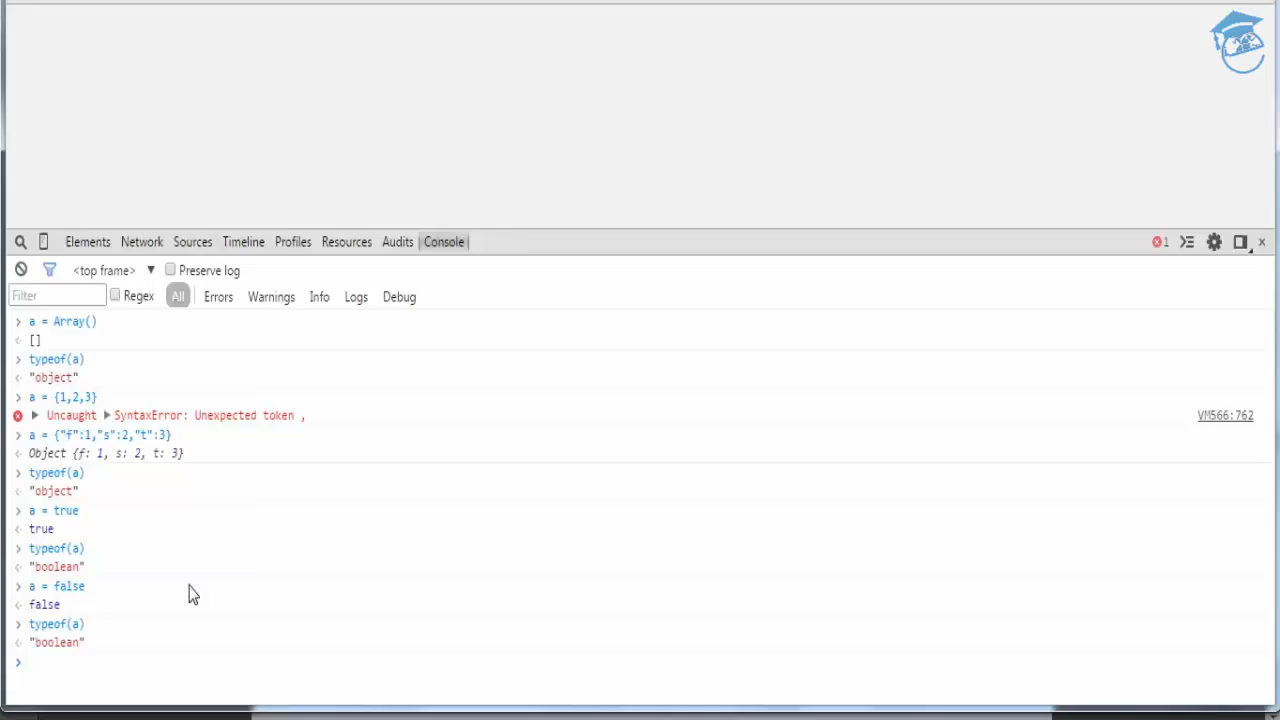 Elements Network Sources Timeline Profiles Resources Audits Console 1
<top frame> Preserve log
Filter Regex All Errors Warnings Info Logs Debug
a = Array()
[]
typeof(a)
"object"
a = {1,2,3}
Uncaught SyntaxError: Unexpected token , VM566:762
a = {"f":1,"s":2,"t":3}
Object {f: 1, s: 2, t: 3}
typeof(a)
"object"
a = true
true
typeof(a)
"boolean"
a = false
false
typeof(a)
"boolean"